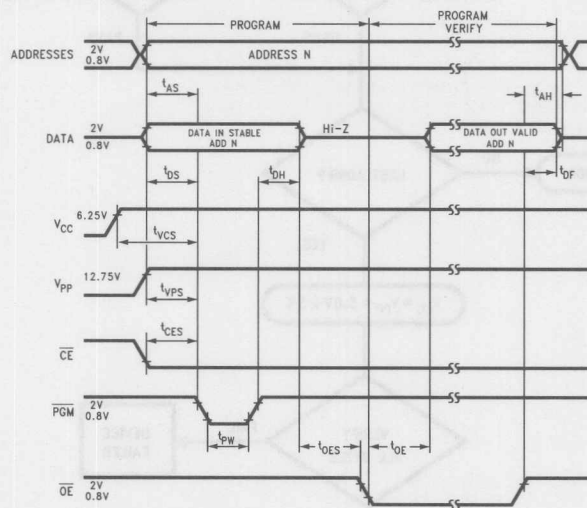 PROGRAM
PROGRAM
VERIFY
ADDRESSES
2V
0.8V
ADDRESS N
tAS
tAH
DATA
2V
0.8V
DATA IN STABLE
ADD N
Hi-Z
DATA OUT VALID
ADD N
tDS
tDH
tDF
VCC
6.25V
tVCS
VPP
12.75V
tVPS
CE
tCES
PGM
2V
0.8V
tPW
tOES
tOE
OE
2V
0.8V